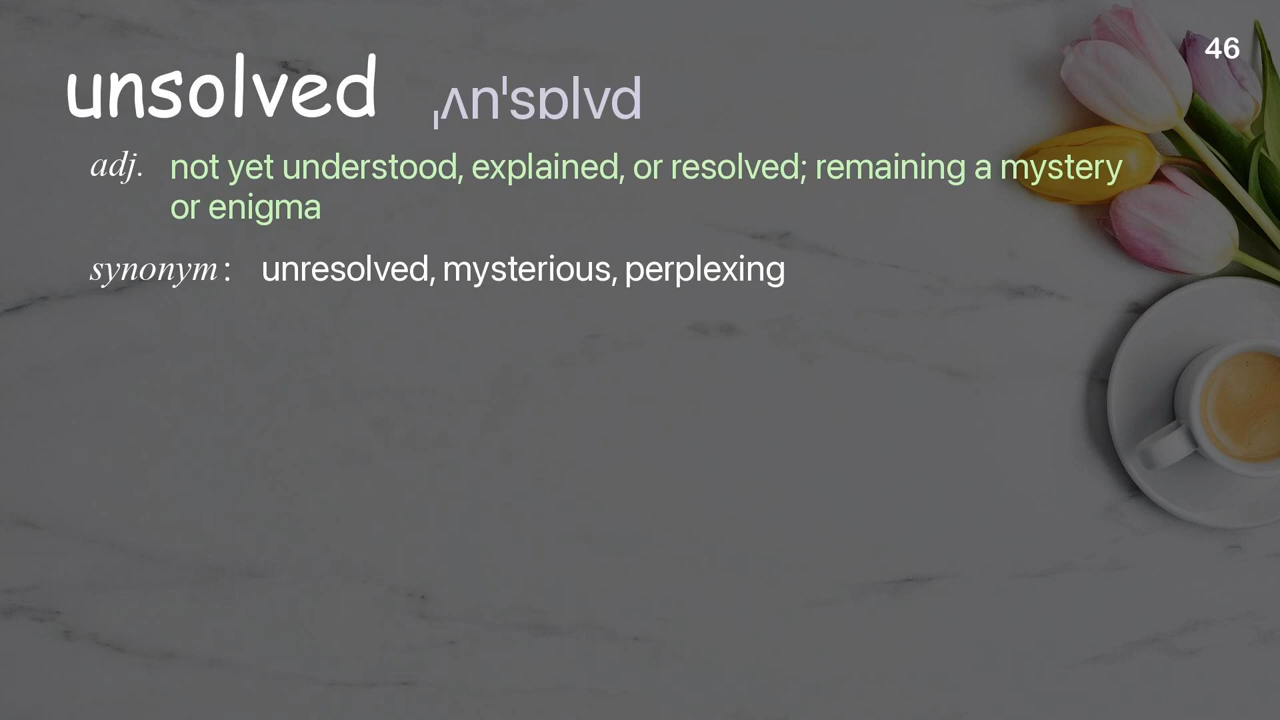 46
unsolved ˌʌnˈsɒlvd
adj. not yet understood, explained, or resolved; remaining a mystery
or enigma
synonym: unresolved, mysterious, perplexing